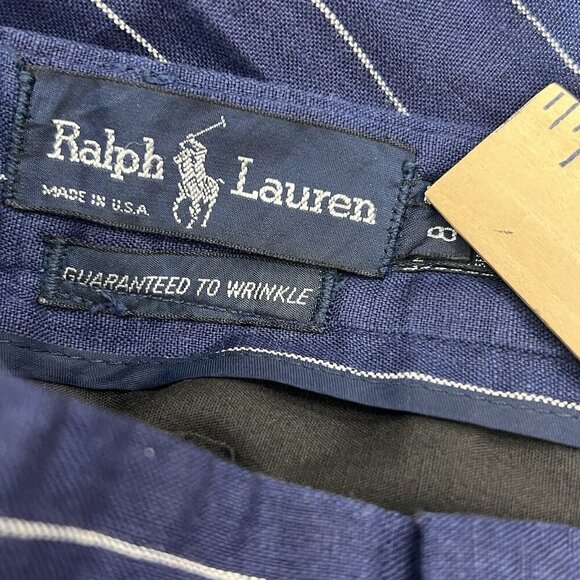 Ralph Lauren
MADE IN U.S.A.
8
GUARANTEED TO WRINKLE